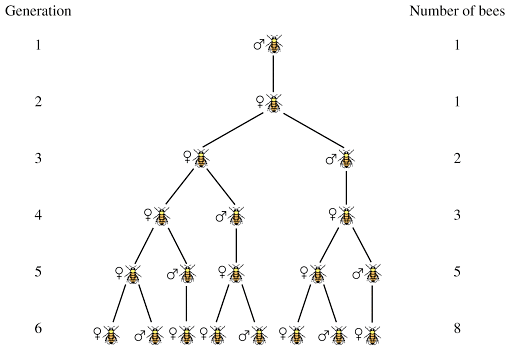 Generation Number of bees
1 ♂ 1
2 ♀ 1
3 ♀ ♂ 2
4 ♀ ♂ ♀ 3
5 ♀ ♂ ♀ ♀ ♂ 5
6 ♀ ♂ ♀ ♀ ♂ ♀ ♂ ♀ 8